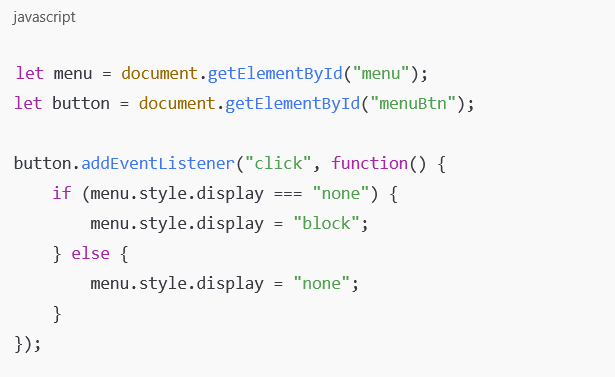 javascript
let menu = document.getElementById("menu");
let button = document.getElementById("menuBtn");
button.addEventListener("click", function() {
    if (menu.style.display === "none") {
        menu.style.display = "block";
    } else {
        menu.style.display = "none";
    }
});